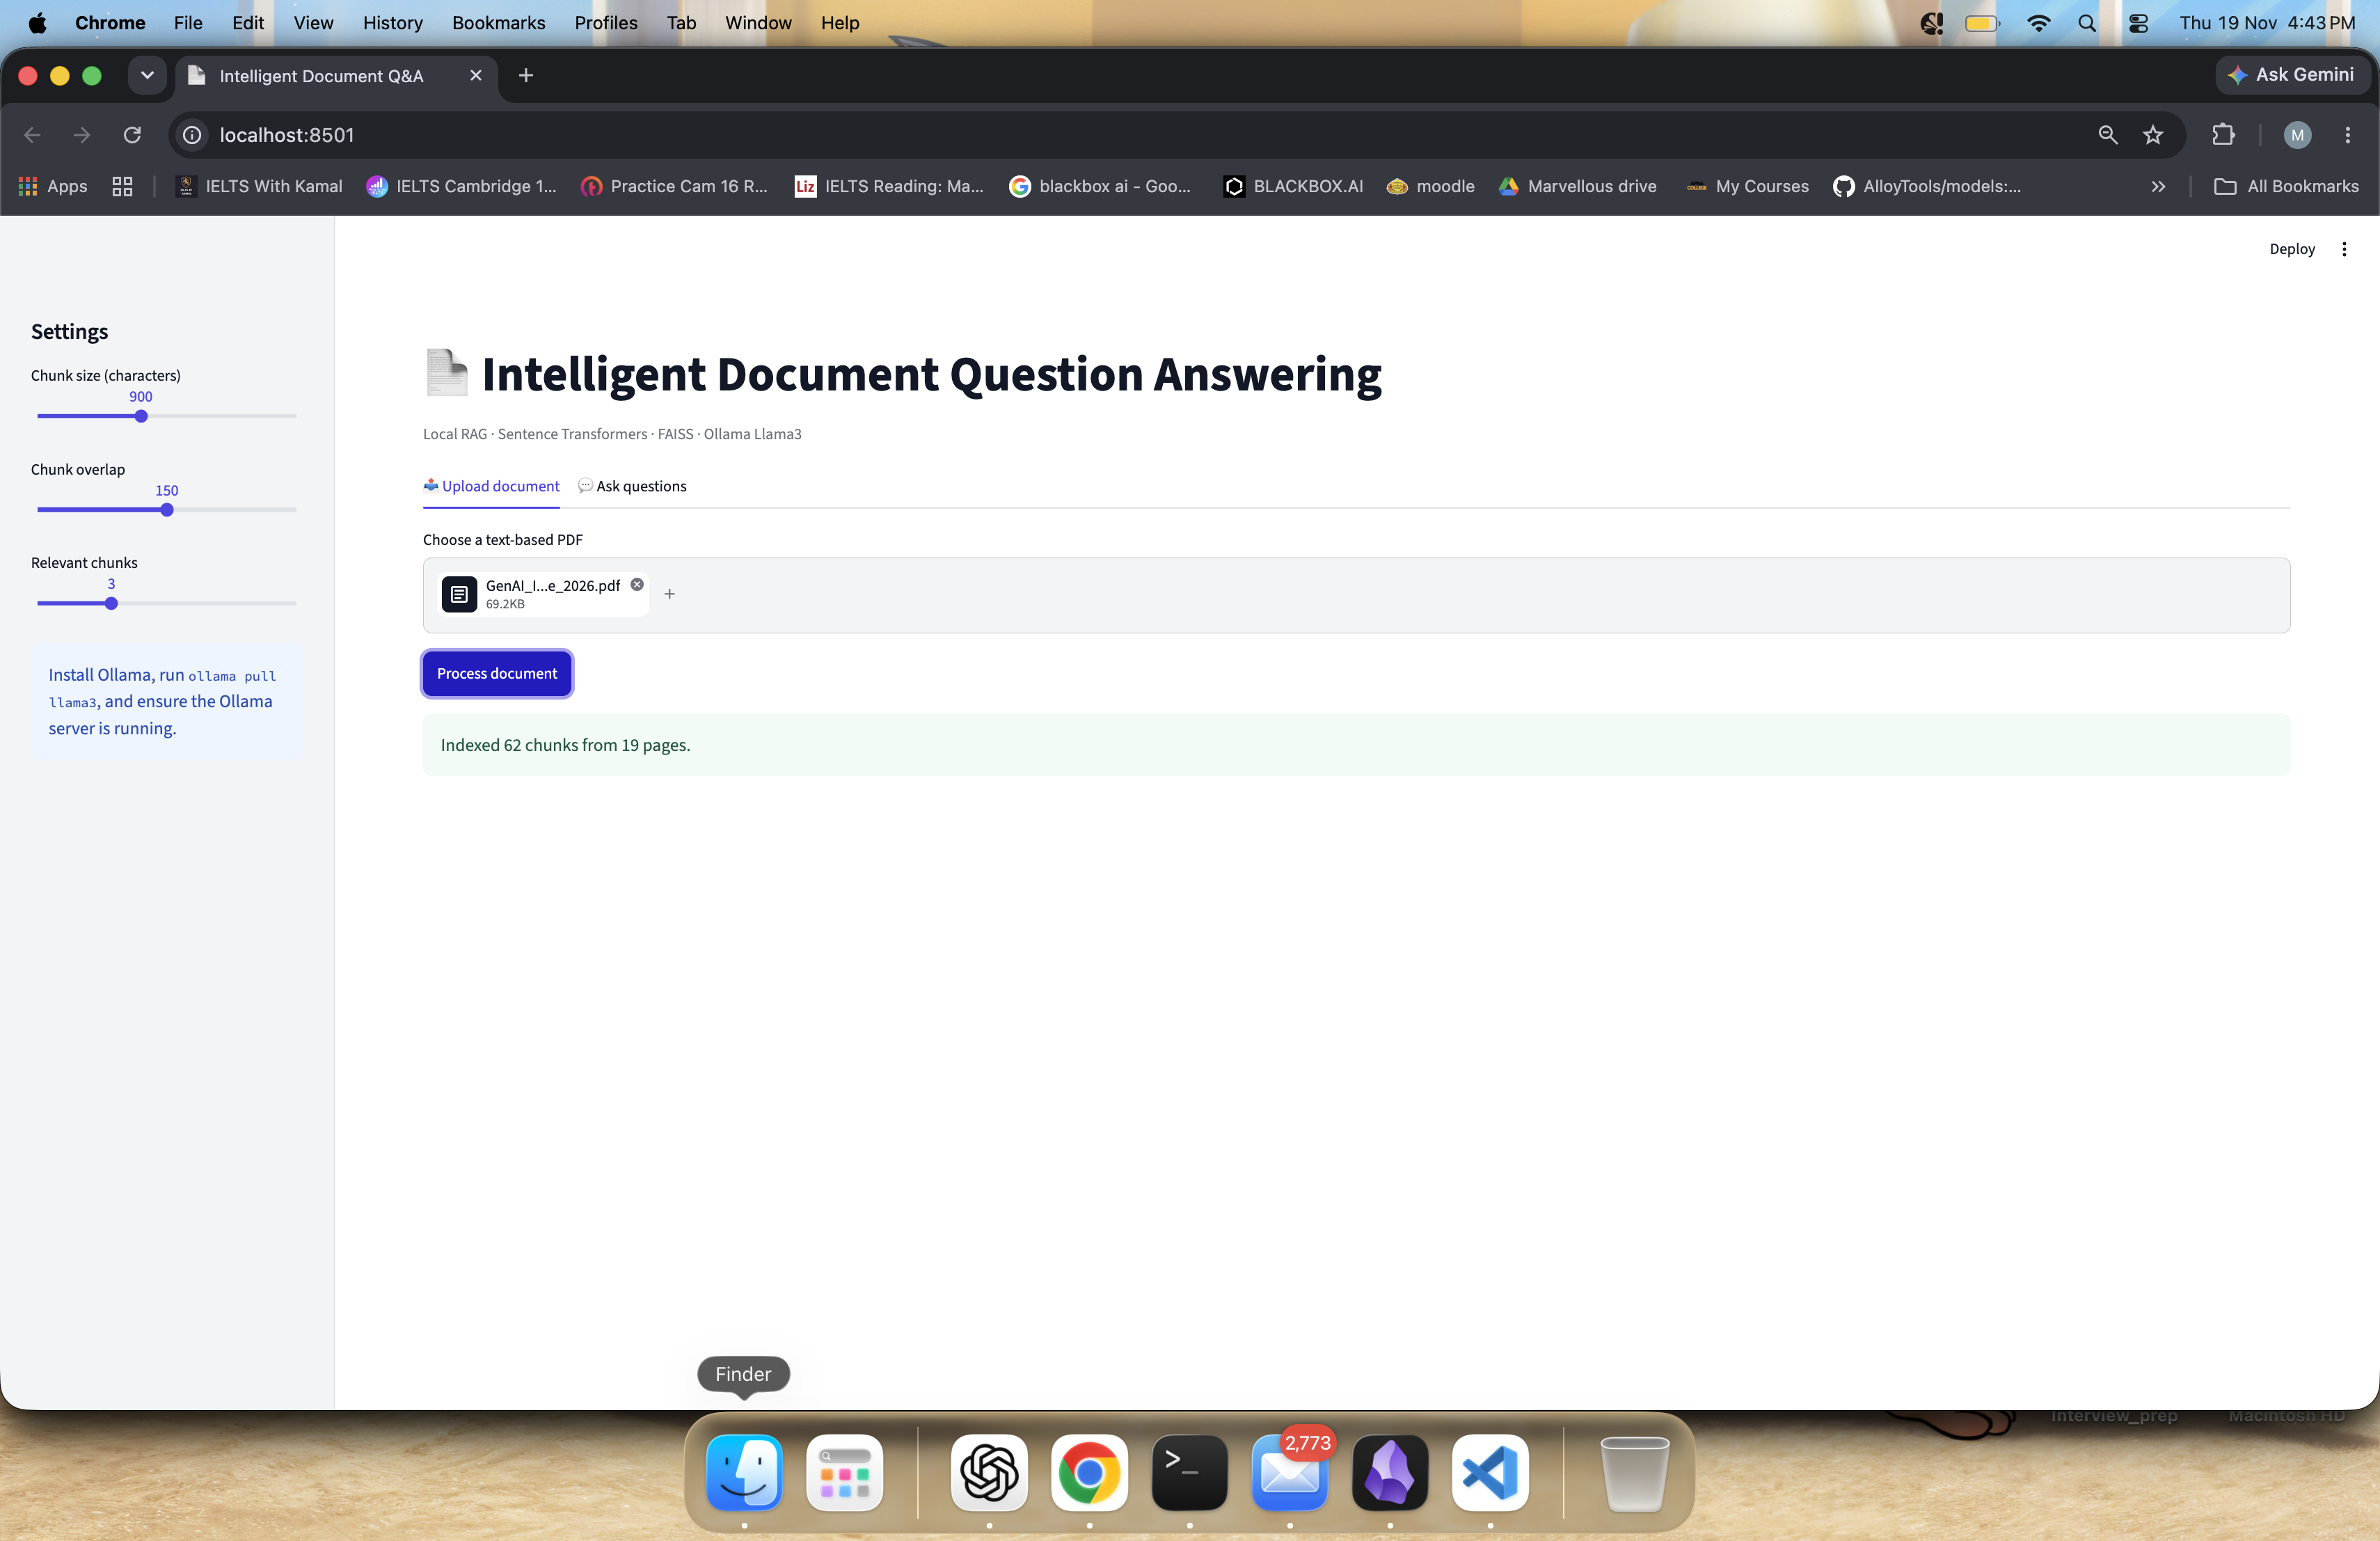 Chrome File Edit View History Bookmarks Profiles Tab Window Help Thu 19 Nov 4:43 PM
Intelligent Document Q&A Ask Gemini
localhost:8501 M
Apps IELTS With Kamal IELTS Cambridge 1... Practice Cam 16 R... Liz IELTS Reading: Ma... blackbox ai - Goo... BLACKBOX.AI moodle Marvellous drive My Courses AlloyTools/models:... All Bookmarks
Deploy
Settings
Chunk size (characters)
900
Chunk overlap
150
Relevant chunks
3
Install Ollama, run ollama pull
llama3, and ensure the Ollama
server is running.
Intelligent Document Question Answering
Local RAG · Sentence Transformers · FAISS · Ollama Llama3
Upload document Ask questions
Choose a text-based PDF
GenAI_I...e_2026.pdf
69.2KB
Process document
Indexed 62 chunks from 19 pages.
Finder
Interview_prep Macintosh HD
2,773